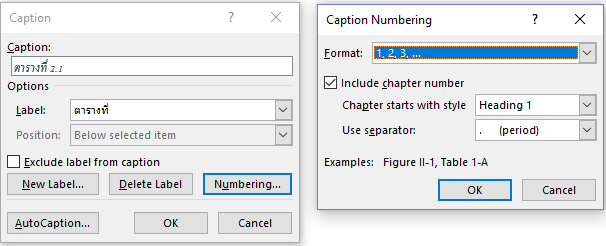 Caption
?
×
Caption:
ตารางที่ 2.1
Options
Label:
ตารางที่
Position:
Below selected item
Exclude label from caption
New Label...
Delete Label
Numbering...
AutoCaption...
OK
Cancel
Caption Numbering
?
×
Format:
1, 2, 3, ...
Include chapter number
Chapter starts with style
Heading 1
Use separator:
. (period)
Examples: Figure II-1, Table 1-A
OK
Cancel